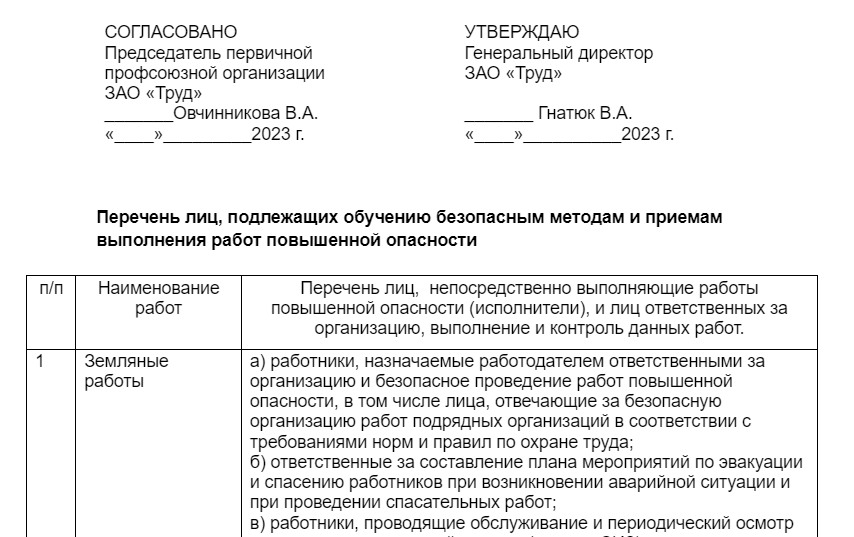 СОГЛАСОВАНО
Председатель первичной
профсоюзной организации
ЗАО «Труд»
_______Овчинникова В.А.
«____»_________2023 г.
УТВЕРЖДАЮ
Генеральный директор
ЗАО «Труд»
_______ Гнатюк В.А.
«____»__________2023 г.
Перечень лиц, подлежащих обучению безопасным методам и приемам
выполнения работ повышенной опасности
п/п
Наименование
работ
Перечень лиц, непосредственно выполняющие работы
повышенной опасности (исполнители), и лиц ответственных за
организацию, выполнение и контроль данных работ.
1
Земляные
работы
а) работники, назначаемые работодателем ответственными за
организацию и безопасное проведение работ повышенной
опасности, в том числе лица, отвечающие за безопасную
организацию работ подрядных организаций в соответствии с
требованиями норм и правил по охране труда;
б) ответственные за составление плана мероприятий по эвакуации
и спасению работников при возникновении аварийной ситуации и
при проведении спасательных работ;
в) работники, проводящие обслуживание и периодический осмотр